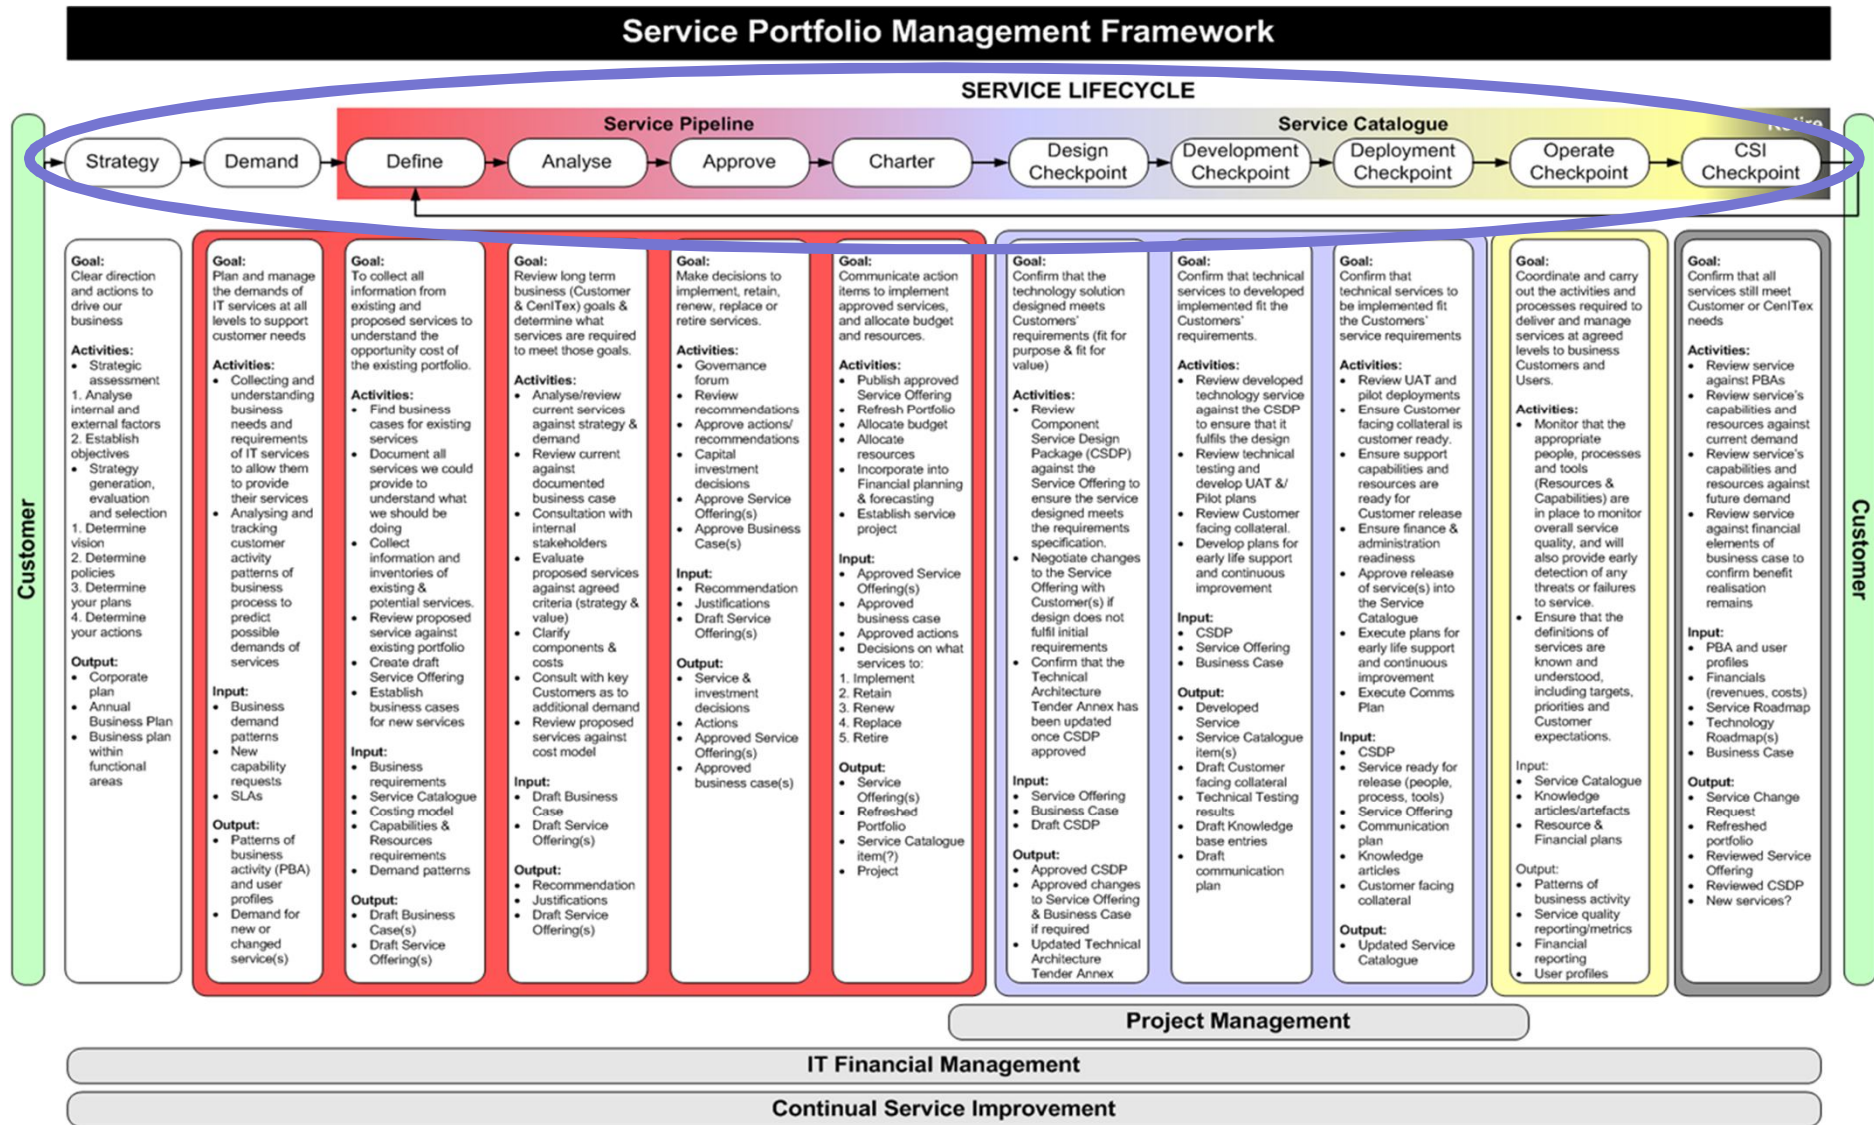 Service Portfolio Management Framework
SERVICE LIFECYCLE
Service Pipeline
Service Catalogue
Retire
Customer
Strategy
Demand
Define
Analyse
Approve
Charter
Design
Checkpoint
Development
Checkpoint
Deployment
Checkpoint
Operate
Checkpoint
CSI
Checkpoint
Goal:
Clear direction
and actions to
drive our
business
Activities:
• Strategic
assessment
1. Analyse
internal and
external factors
2. Establish
objectives
• Strategy
generation,
evaluation
and selection
1. Determine
vision
2. Determine
policies
3. Determine
your plans
4. Determine
your actions
Output:
• Corporate
plan
• Annual
Business Plan
• Business plan
within
functional
areas
Goal:
Plan and manage
the demands of
IT services at all
levels to support
customer needs
Activities:
• Collecting and
understanding
business
needs and
requirements
of IT services
to allow them
to provide
their services
• Analysing and
tracking
customer
activity
patterns of
business
process to
predict
possible
demands of
services
Input:
• Business
demand
patterns
• New
capability
requests
• SLAs
Output:
• Patterns of
business
activity (PBA)
and user
profiles
• Demand for
new or
changed
service(s)
Goal:
To collect all
information from
existing and
proposed services to
understand the
opportunity cost of
the existing portfolio.
Activities:
• Find business
cases for existing
services
• Document all
services we could
provide to
understand what
we should be
doing
• Collect
information and
inventories of
existing &
potential services.
• Review proposed
service against
existing portfolio
• Create draft
Service Offering
• Establish
business cases
for new services
Input:
• Business
requirements
• Service Catalogue
• Costing model
• Capabilities &
Resources
requirements
• Demand patterns
Output:
• Draft Business
Case(s)
• Draft Service
Offering(s)
Goal:
Review long term
business (Customer
& CenITex) goals &
determine what
services are required
to meet those goals.
Activities:
• Analyse/review
current services
against strategy &
demand
• Review current
against
documented
business case
• Consultation with
internal
stakeholders
• Evaluate
proposed services
against agreed
criteria (strategy &
value)
• Clarify
components &
costs
• Consult with key
Customers as to
additional demand
• Review proposed
services against
cost model
Input:
• Draft Business
Case
• Draft Service
Offering(s)
Output:
• Recommendation
• Justifications
• Draft Service
Offering(s)
Goal:
Make decisions to
implement, retain,
renew, replace or
retire services.
Activities:
• Governance
forum
• Review
recommendations
• Approve actions/
recommendations
• Capital
investment
decisions
• Approve Service
Offering(s)
• Approve Business
Case(s)
Input:
• Recommendation
• Justifications
• Draft Service
Offering(s)
Output:
• Service &
investment
decisions
• Actions
• Approved Service
Offering(s)
• Approved
business case(s)
Goal:
Communicate action
items to implement
approved services,
and allocate budget
and resources.
Activities:
• Publish approved
Service Offering
• Refresh Portfolio
• Allocate budget
• Allocate
resources
• Incorporate into
Financial planning
& forecasting
• Establish service
project
Input:
• Approved Service
Offering(s)
• Approved
business case
• Approved actions
• Decisions on what
services to:
1. Implement
2. Retain
3. Renew
4. Replace
5. Retire
Output:
• Service
Offering(s)
• Refreshed
Portfolio
• Service Catalogue
item(?)
• Project
Goal:
Confirm that the
technology solution
designed meets
Customers'
requirements (fit for
purpose & fit for
value)
Activities:
• Review
Component
Service Design
Package (CSDP)
against the
Service Offering to
ensure the service
designed meets
the requirements
specification.
• Negotiate changes
to the Service
Offering with
Customer(s) if
design does not
fulfil initial
requirements
• Confirm that the
Technical
Architecture
Tender Annex has
been updated
once CSDP
approved
Input:
• Service Offering
• Business Case
• Draft CSDP
Output:
• Approved CSDP
• Approved changes
to Service Offering
& Business Case
if required
• Updated Technical
Architecture
Tender Annex
Goal:
Confirm that technical
services to developed
implemented fit the
Customers'
requirements.
Activities:
• Review developed
technology service
against the CSDP
to ensure that it
fulfils the design
• Review technical
testing and
develop UAT &/
Pilot plans
• Review Customer
facing collateral.
• Develop plans for
early life support
and continuous
improvement
Input:
• CSDP
• Service Offering
• Business Case
Output:
• Developed
Service
• Service Catalogue
item(s)
• Draft Customer
facing collateral
• Technical Testing
results
• Draft Knowledge
base entries
• Draft
communication
plan
Goal:
Confirm that
technical services to
be implemented fit
the Customers'
service requirements
Activities:
• Review UAT and
pilot deployments
• Ensure Customer
facing collateral is
customer ready.
• Ensure support
capabilities and
resources are
ready for
Customer release
• Ensure finance &
administration
readiness
• Approve release
of service(s) into
the Service
Catalogue
• Execute plans for
early life support
and continuous
improvement
• Execute Comms
Plan
Input:
• CSDP
• Service ready for
release (people,
process, tools)
• Service Offering
• Communication
plan
• Knowledge
articles
• Customer facing
collateral
Output:
• Updated Service
Catalogue
Goal:
Coordinate and carry
out the activities and
processes required to
deliver and manage
services at agreed
levels to business
Customers and
Users.
Activities:
• Monitor that the
appropriate
people, processes
and tools
(Resources &
Capabilities) are
in place to monitor
overall service
quality, and will
also provide early
detection of any
threats or failures
to service.
• Ensure that the
definitions of
services are
known and
understood,
including targets,
priorities and
Customer
expectations.
Input:
• Service Catalogue
• Knowledge
articles/artefacts
• Resource &
Financial plans
Output:
• Patterns of
business activity
• Service quality
reporting/metrics
• Financial
reporting
• User profiles
Goal:
Confirm that all
services still meet
Customer or CenITex
needs
Activities:
• Review service
against PBAs
• Review service's
capabilities and
resources against
current demand
• Review service's
capabilities and
resources against
future demand
• Review service
against financial
elements of
business case to
confirm benefit
realisation
remains
Input:
• PBA and user
profiles
• Financials
(revenues, costs)
• Service Roadmap
• Technology
Roadmap(s)
• Business Case
Output:
• Service Change
Request
• Refreshed
portfolio
• Reviewed Service
Offering
• Reviewed CSDP
• New services?
Customer
Project Management
IT Financial Management
Continual Service Improvement